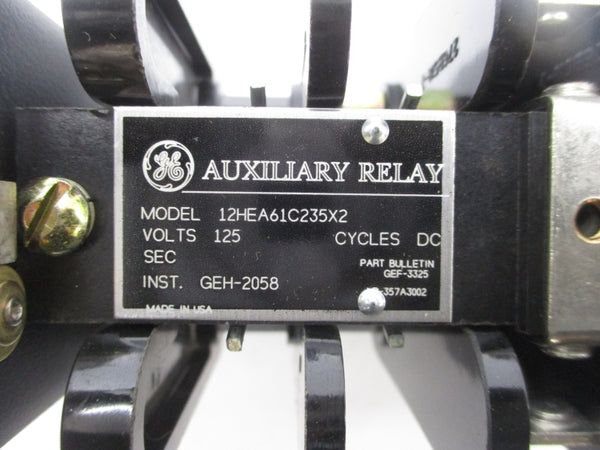 GE AUXILIARY RELAY
MODEL 12HEA61C235X2
VOLTS 125 CYCLES DC
SEC
PART BULLETIN
GEF-3325
INST. GEH-2058
-357A3002
MADE IN USA